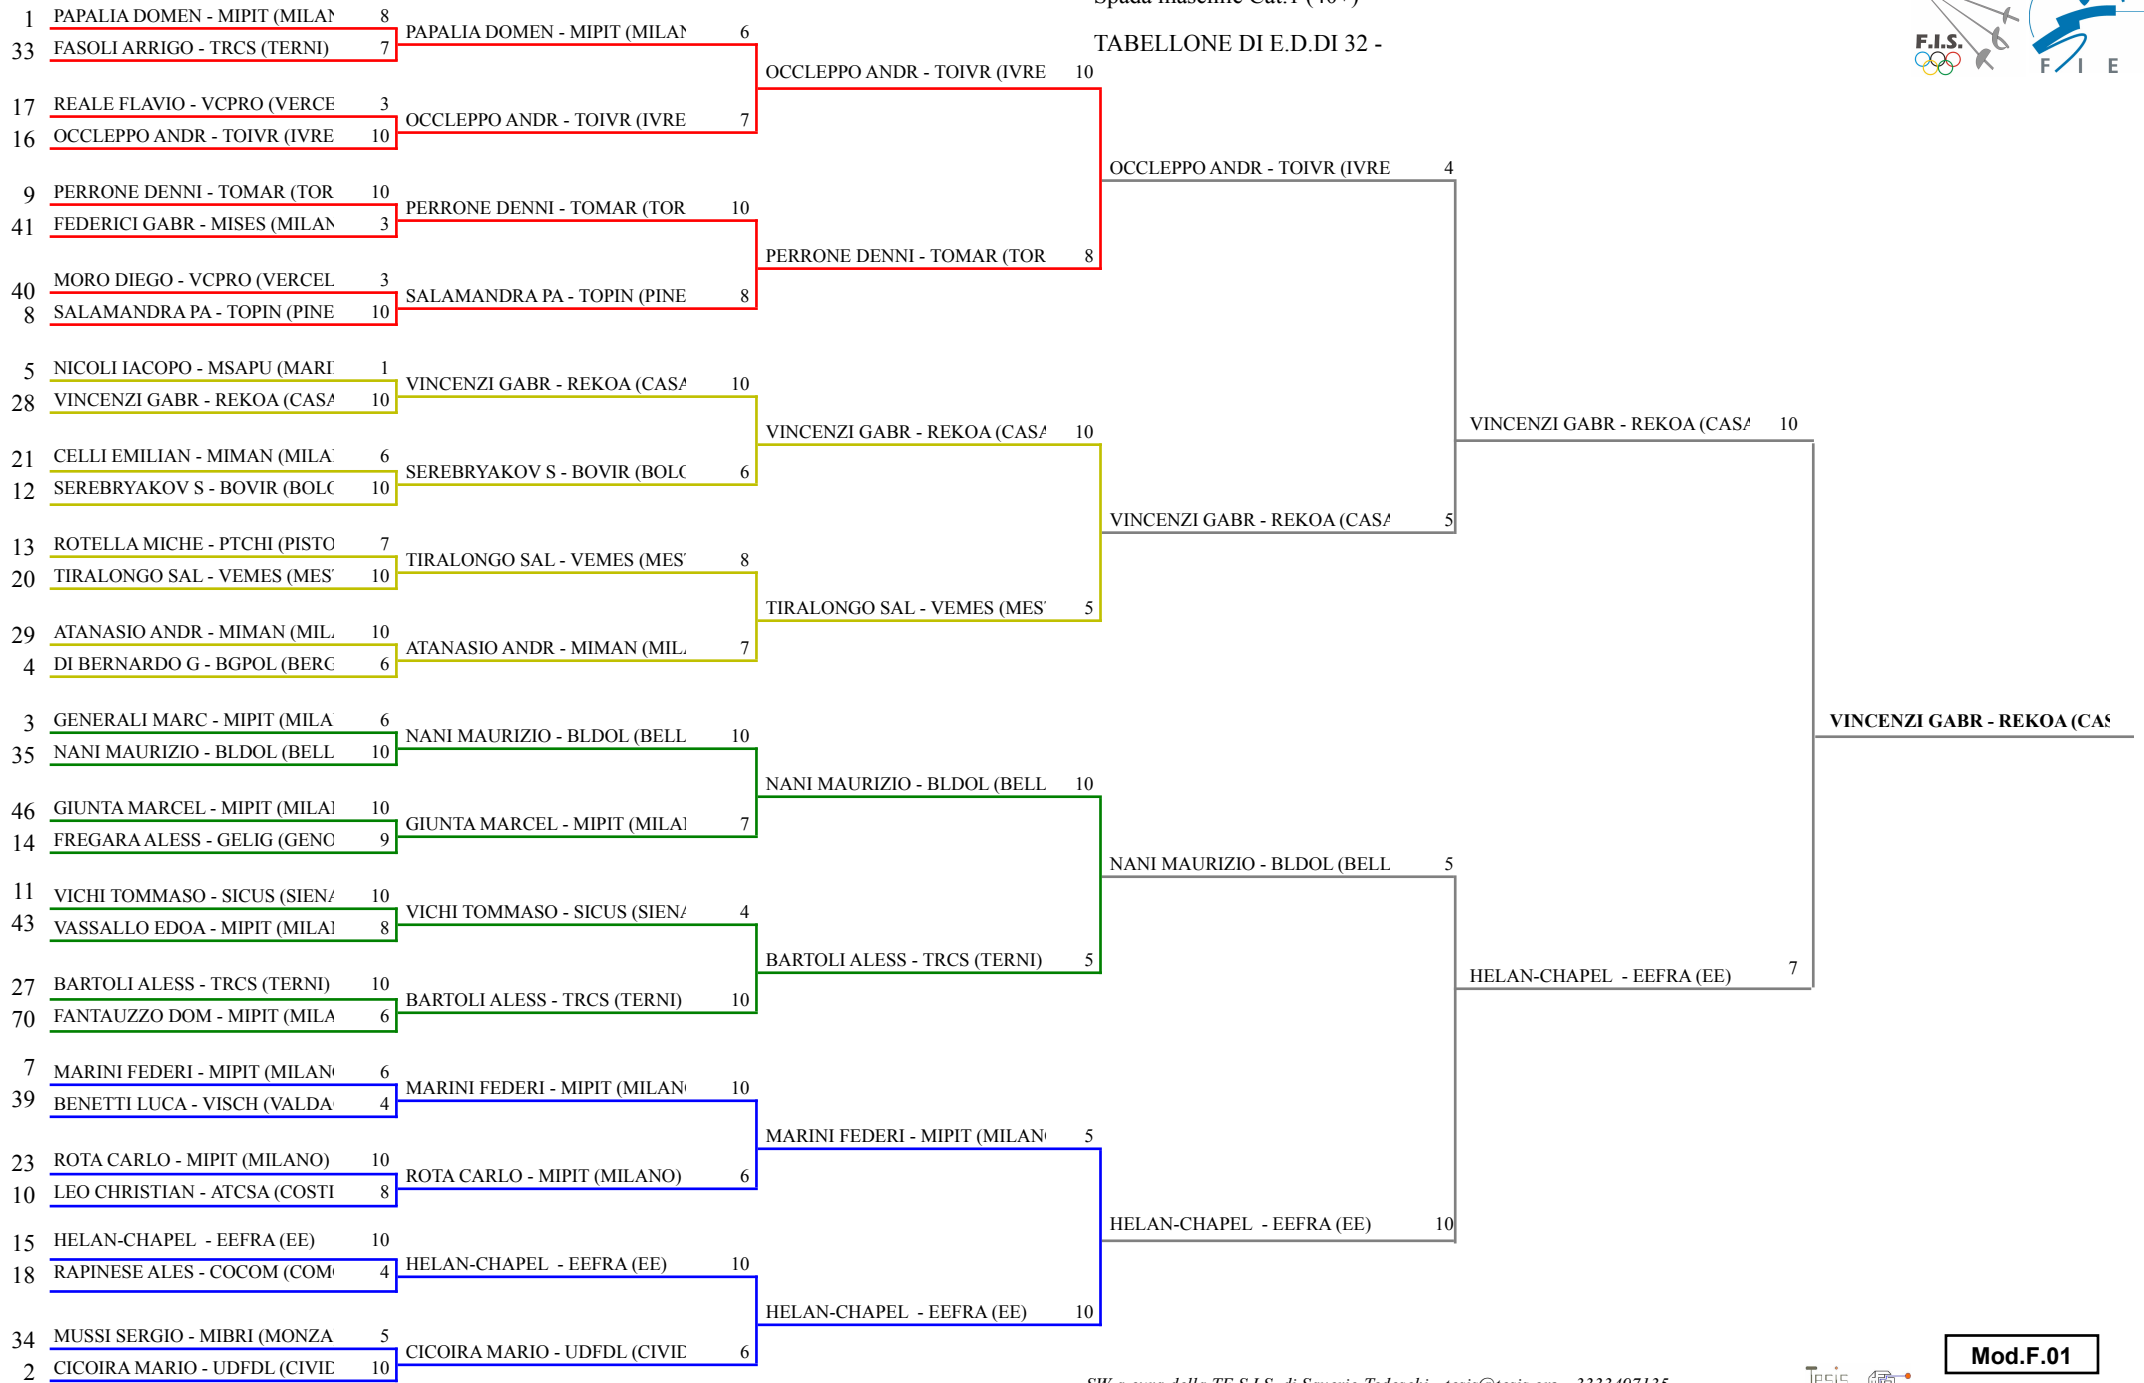 Spada maschile Cat.1 (40+)
TABELLONE DI E.D.DI 32 -
F.I.S.
F I E
1 PAPALIA DOMEN - MIPIT (MILAN 8
33 FASOLI ARRIGO - TRCS (TERNI) 7
17 REALE FLAVIO - VCPRO (VERCE 3
16 OCCLEPPO ANDR - TOIVR (IVRE 10
9 PERRONE DENNI - TOMAR (TOR 10
41 FEDERICI GABR - MISES (MILAN 3
40 MORO DIEGO - VCPRO (VERCEL 3
8 SALAMANDRA PA - TOPIN (PINE 10
5 NICOLI IACOPO - MSAPU (MARI 1
28 VINCENZI GABR - REKOA (CASA 10
21 CELLI EMILIAN - MIMAN (MILA 6
12 SEREBRYAKOV S - BOVIR (BOLO 10
13 ROTELLA MICHE - PTCHI (PISTO 7
20 TIRALONGO SAL - VEMES (MES 10
29 ATANASIO ANDR - MIMAN (MIL 10
4 DI BERNARDO G - BGPOL (BERG 6
3 GENERALI MARC - MIPIT (MILA 6
35 NANI MAURIZIO - BLDOL (BELL 10
46 GIUNTA MARCEL - MIPIT (MILA 10
14 FREGARA ALESS - GELIG (GENO 9
11 VICHI TOMMASO - SICUS (SIENA 10
43 VASSALLO EDOA - MIPIT (MILA 8
27 BARTOLI ALESS - TRCS (TERNI) 10
70 FANTAUZZO DOM - MIPIT (MILA 6
7 MARINI FEDERI - MIPIT (MILAN 6
39 BENETTI LUCA - VISCH (VALDA 4
23 ROTA CARLO - MIPIT (MILANO) 10
10 LEO CHRISTIAN - ATCSA (COSTI 8
15 HELAN-CHAPEL - EEFRA (EE) 10
18 RAPINESE ALES - COCOM (COM 4
34 MUSSI SERGIO - MIBRI (MONZA 5
2 CICOIRA MARIO - UDFDL (CIVID 10
PAPALIA DOMEN - MIPIT (MILAN 6
OCCLEPPO ANDR - TOIVR (IVRE 7
PERRONE DENNI - TOMAR (TOR 10
SALAMANDRA PA - TOPIN (PINE 8
VINCENZI GABR - REKOA (CASA 10
SEREBRYAKOV S - BOVIR (BOLO 6
TIRALONGO SAL - VEMES (MES 8
ATANASIO ANDR - MIMAN (MIL 7
NANI MAURIZIO - BLDOL (BELL 10
GIUNTA MARCEL - MIPIT (MILA 7
VICHI TOMMASO - SICUS (SIENA 4
BARTOLI ALESS - TRCS (TERNI) 10
MARINI FEDERI - MIPIT (MILAN 10
ROTA CARLO - MIPIT (MILANO) 6
HELAN-CHAPEL - EEFRA (EE) 10
CICOIRA MARIO - UDFDL (CIVID 6
OCCLEPPO ANDR - TOIVR (IVRE 10
PERRONE DENNI - TOMAR (TOR 8
VINCENZI GABR - REKOA (CASA 10
TIRALONGO SAL - VEMES (MES 5
NANI MAURIZIO - BLDOL (BELL 10
BARTOLI ALESS - TRCS (TERNI) 5
MARINI FEDERI - MIPIT (MILAN 5
HELAN-CHAPEL - EEFRA (EE) 10
OCCLEPPO ANDR - TOIVR (IVRE 4
VINCENZI GABR - REKOA (CASA 5
NANI MAURIZIO - BLDOL (BELL 5
HELAN-CHAPEL - EEFRA (EE) 10
VINCENZI GABR - REKOA (CASA 10
HELAN-CHAPEL - EEFRA (EE) 7
VINCENZI GABR - REKOA (CAS
Mod.F.01
SW a cura della TE.S.I.S. di Saverio Tedeschi - tesis@tesis.org - 3333407135
Tesis